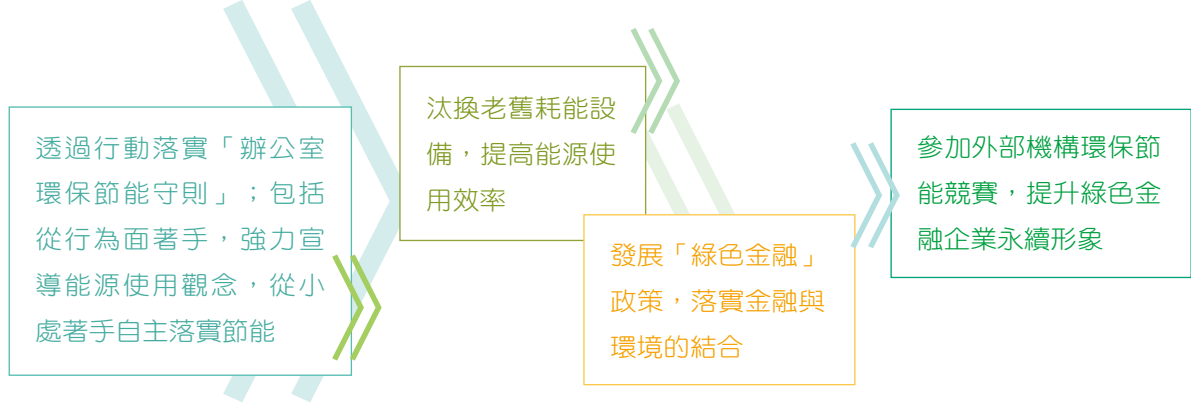 透過行動落實「辦公室
環保節能守則」；包括
從行為面著手，強力宣
導能源使用觀念，從小
處著手自主落實節能
汰換老舊耗能設
備，提高能源使
用效率
發展「綠色金融」
政策，落實金融與
環境的結合
參加外部機構環保節
能競賽，提升綠色金
融企業永續形象